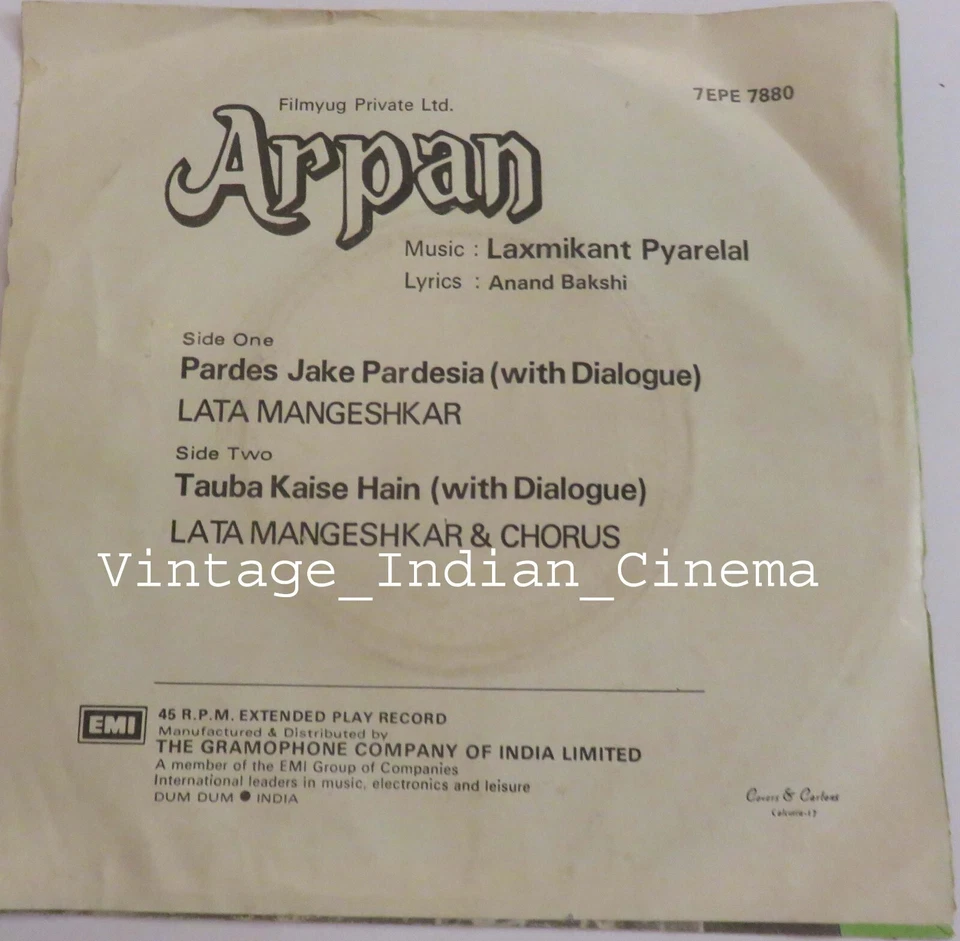 Filmyug Private Ltd.
7EPE 7880
Arpan
Music : Laxmikant Pyarelal
Lyrics : Anand Bakshi
Side One
Pardes Jake Pardesia (with Dialogue)
LATA MANGESHKAR
Side Two
Tauba Kaise Hain (with Dialogue)
LATA MANGESHKAR & CHORUS
Vintage_Indian_Cinema
EMI
45 R.P.M. EXTENDED PLAY RECORD
Manufactured & Distributed by
THE GRAMOPHONE COMPANY OF INDIA LIMITED
A member of the EMI Group of Companies
International leaders in music, electronics and leisure
DUM DUM ● INDIA
Covers & Cartons